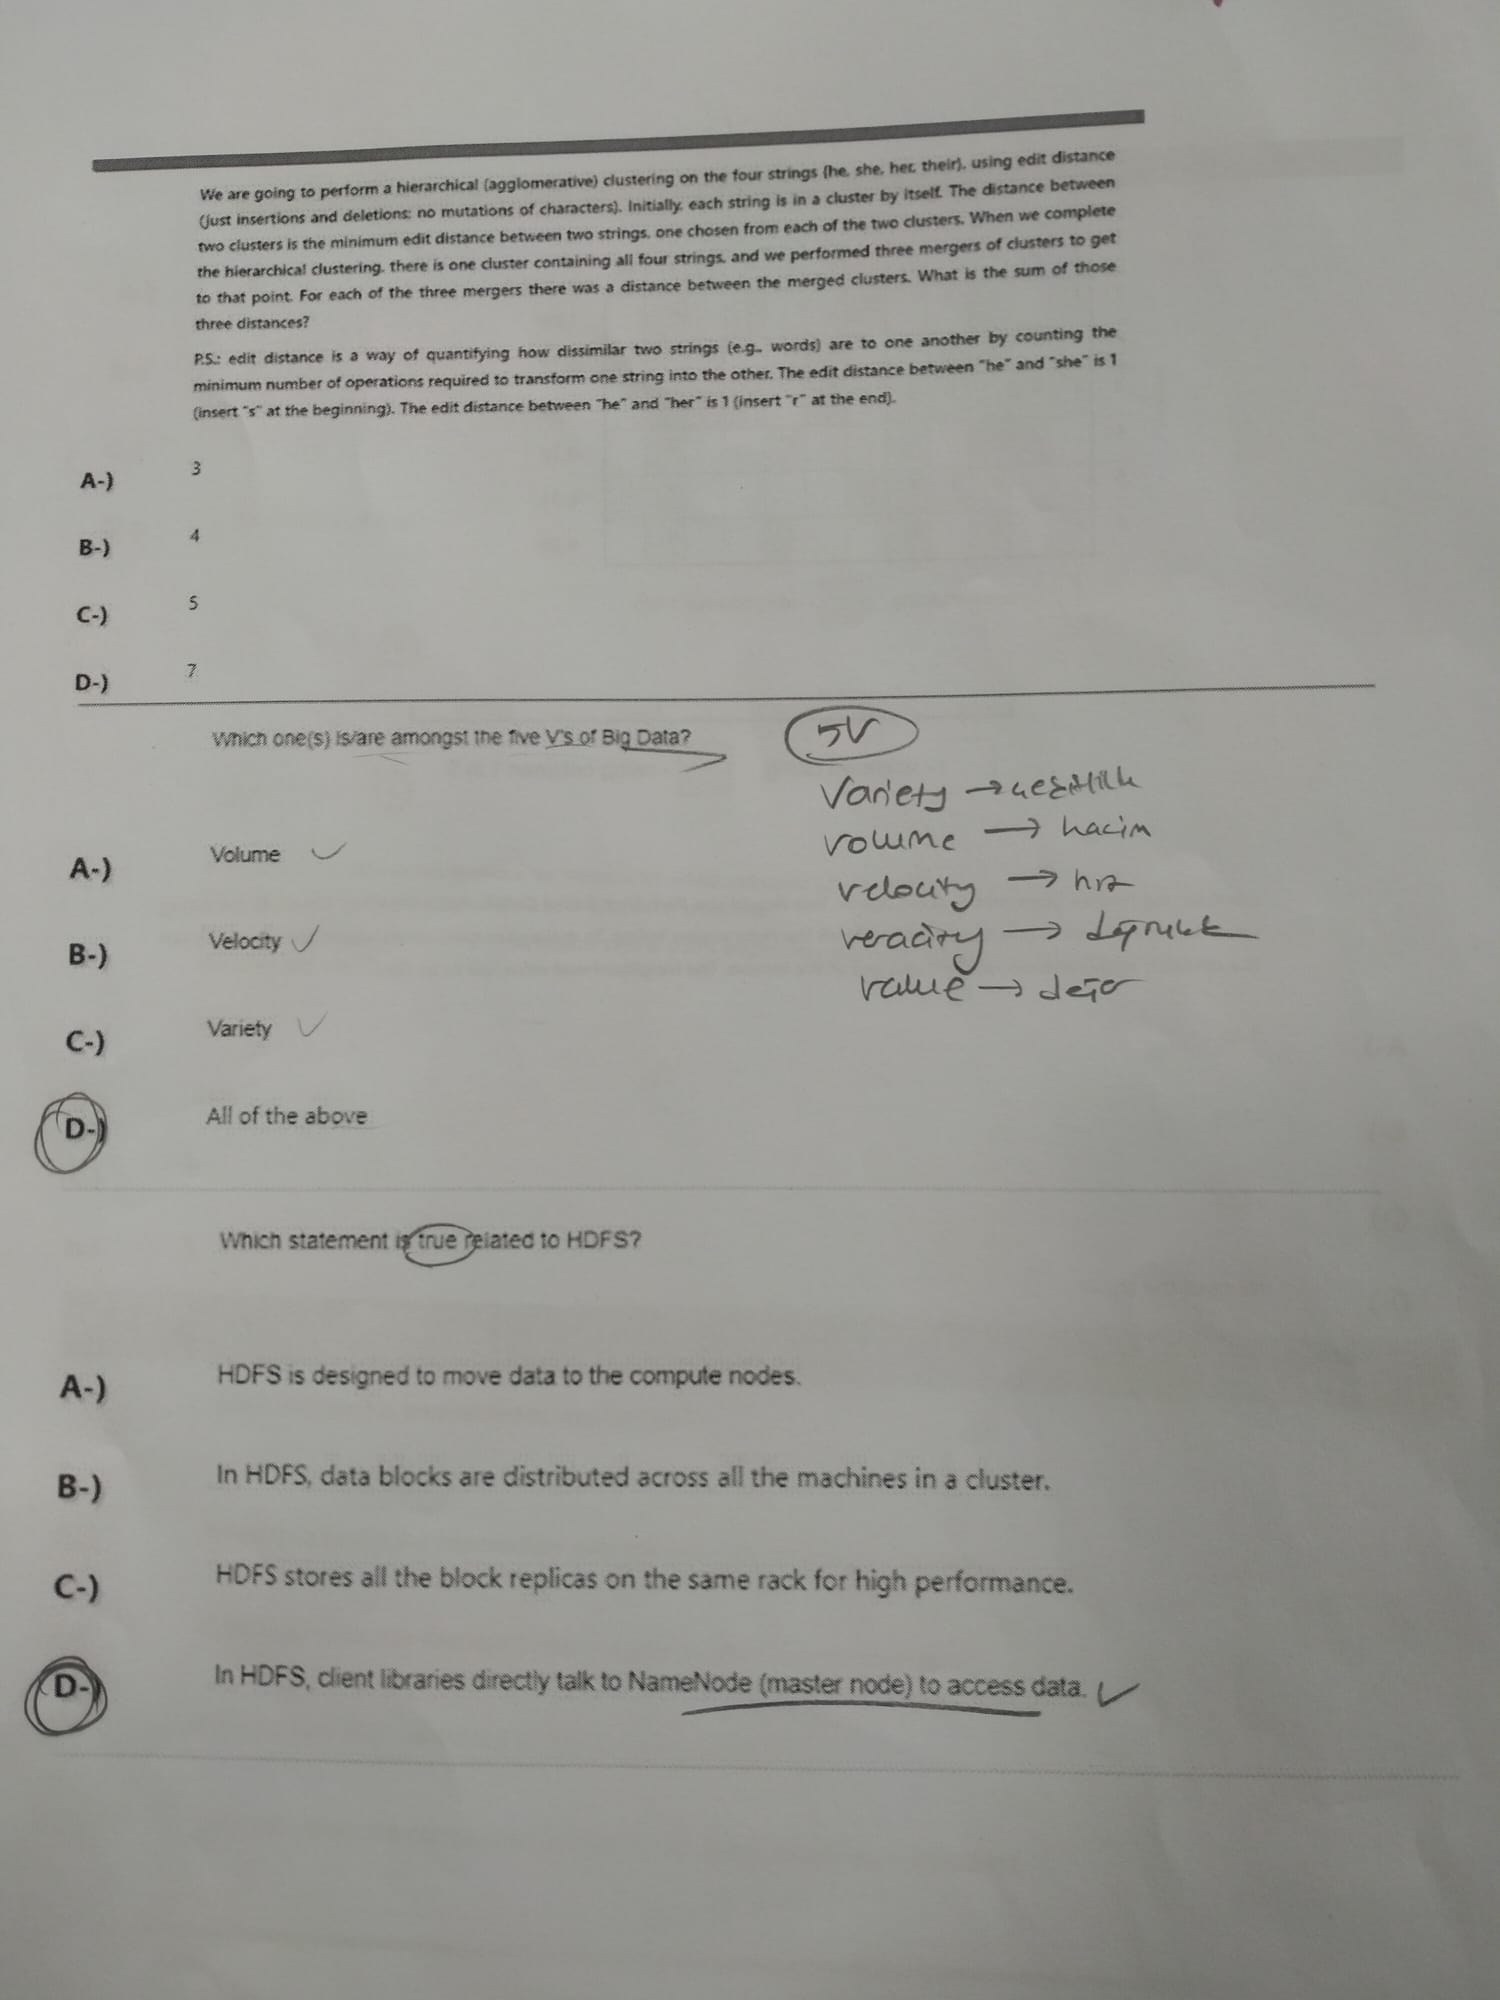 We are going to perform a hierarchical (agglomerative) clustering on the four strings {he, she, her, their}, using edit distance
(just insertions and deletions; no mutations of characters). Initially, each string is in a cluster by itself. The distance between
two clusters is the minimum edit distance between two strings, one chosen from each of the two clusters. When we complete
the hierarchical clustering, there is one cluster containing all four strings, and we performed three mergers of clusters to get
to that point. For each of the three mergers there was a distance between the merged clusters. What is the sum of those
three distances?
P.S.: edit distance is a way of quantifying how dissimilar two strings (e.g., words) are to one another by counting the
minimum number of operations required to transform one string into the other. The edit distance between "he" and "she" is 1
(insert "s" at the beginning). The edit distance between "he" and "her" is 1 (insert "r" at the end).
A-) 3
B-) 4
C-) 5
D-) 7
Which one(s) is/are amongst the five V's of Big Data?
5V
Variety →
volume → hacim
velocity → hız
veracity →
value → değer
A-) Volume
B-) Velocity
C-) Variety
D-) All of the above
Which statement is true related to HDFS?
A-) HDFS is designed to move data to the compute nodes.
B-) In HDFS, data blocks are distributed across all the machines in a cluster.
C-) HDFS stores all the block replicas on the same rack for high performance.
D-) In HDFS, client libraries directly talk to NameNode (master node) to access data.